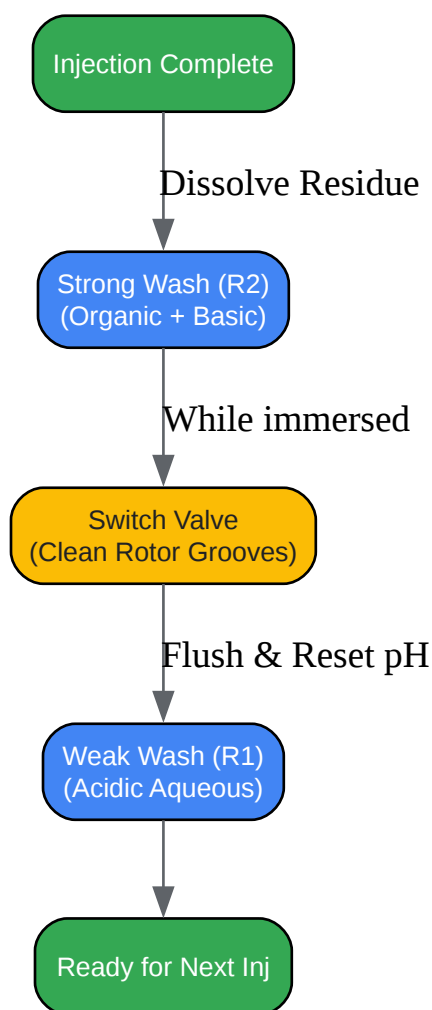 Injection Complete
Dissolve Residue
Strong Wash (R2)
(Organic + Basic)
While immersed
Switch Valve
(Clean Rotor Grooves)
Flush & Reset pH
Weak Wash (R1)
(Acidic Aqueous)
Ready for Next Inj